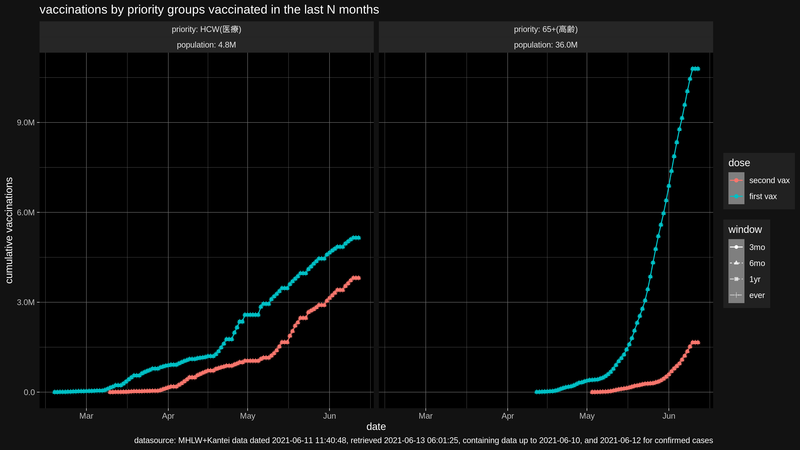 vaccinations by priority groups vaccinated in the last N months
priority: HCW(医療)
population: 4.8M
priority: 65+(高齢)
population: 36.0M
cumulative vaccinations
9.0M
6.0M
3.0M
0.0
Mar
Apr
May
Jun
Mar
Apr
May
Jun
date
dose
second vax
first vax
window
3mo
6mo
1yr
ever
datasource: MHLW+Kantei data dated 2021-06-11 11:40:48, retrieved 2021-06-13 06:01:25, containing data up to 2021-06-10, and 2021-06-12 for confirmed cases